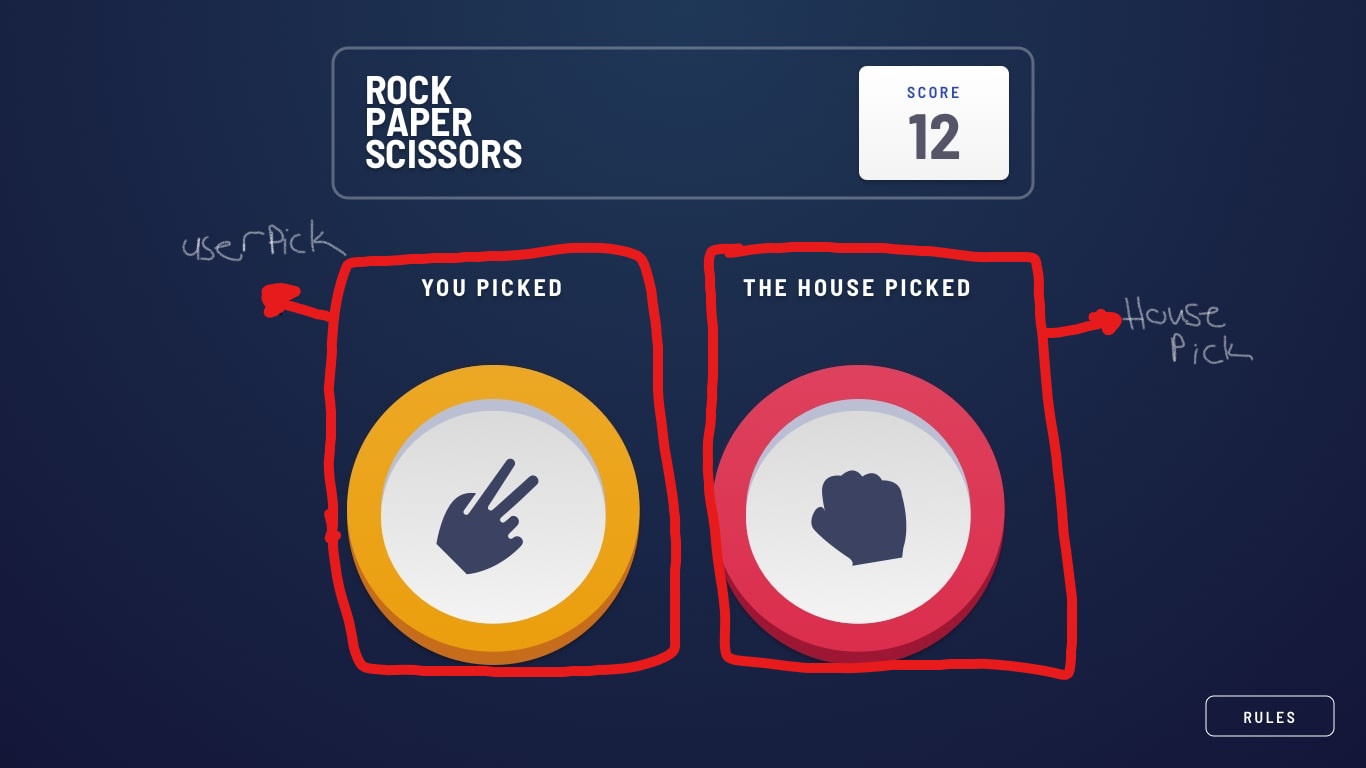 ROCK
PAPER
SCISSORS
SCORE
12
userPick
YOU PICKED
THE HOUSE PICKED
House
Pick
RULES